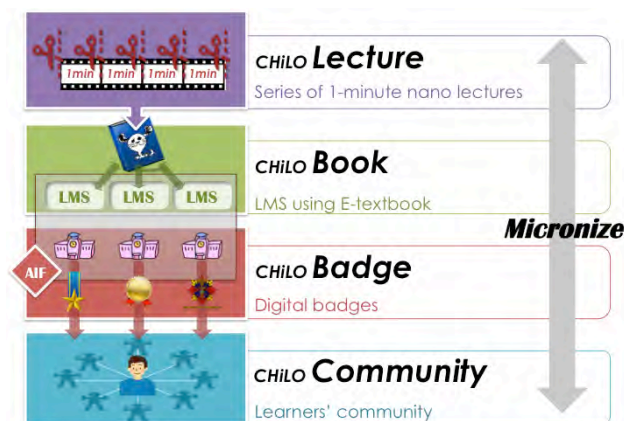 1min 1min 1min 1min
CHiLO Lecture
Series of 1-minute nano lectures
CHiLO Book
LMS using E-textbook
LMS LMS LMS
Micronize
AIF
CHiLO Badge
Digital badges
CHiLO Community
Learners' community